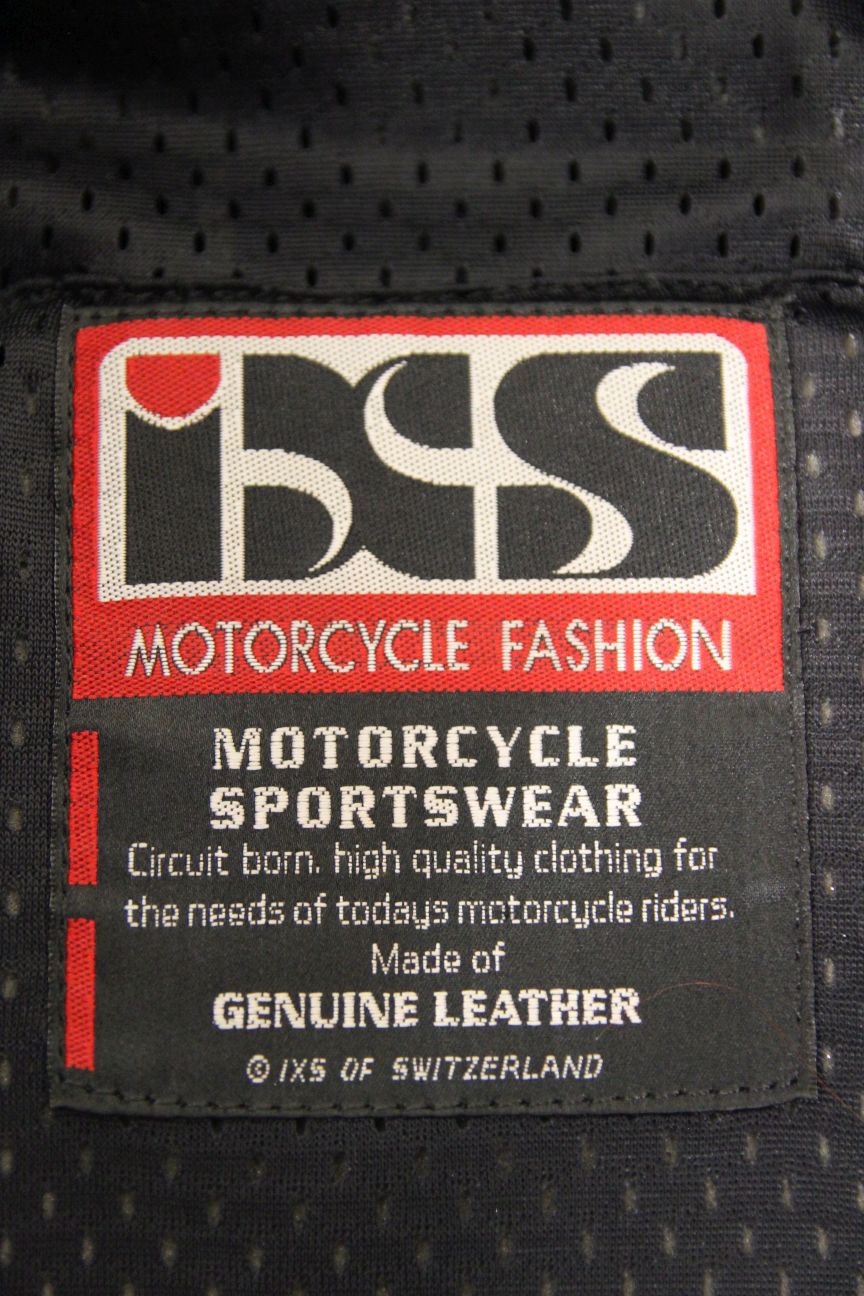 iXS
MOTORCYCLE FASHION
MOTORCYCLE
SPORTSWEAR
Circuit born. high quality clothing for
the needs of todays motorcycle riders.
Made of
GENUINE LEATHER
© IXS OF SWITZERLAND